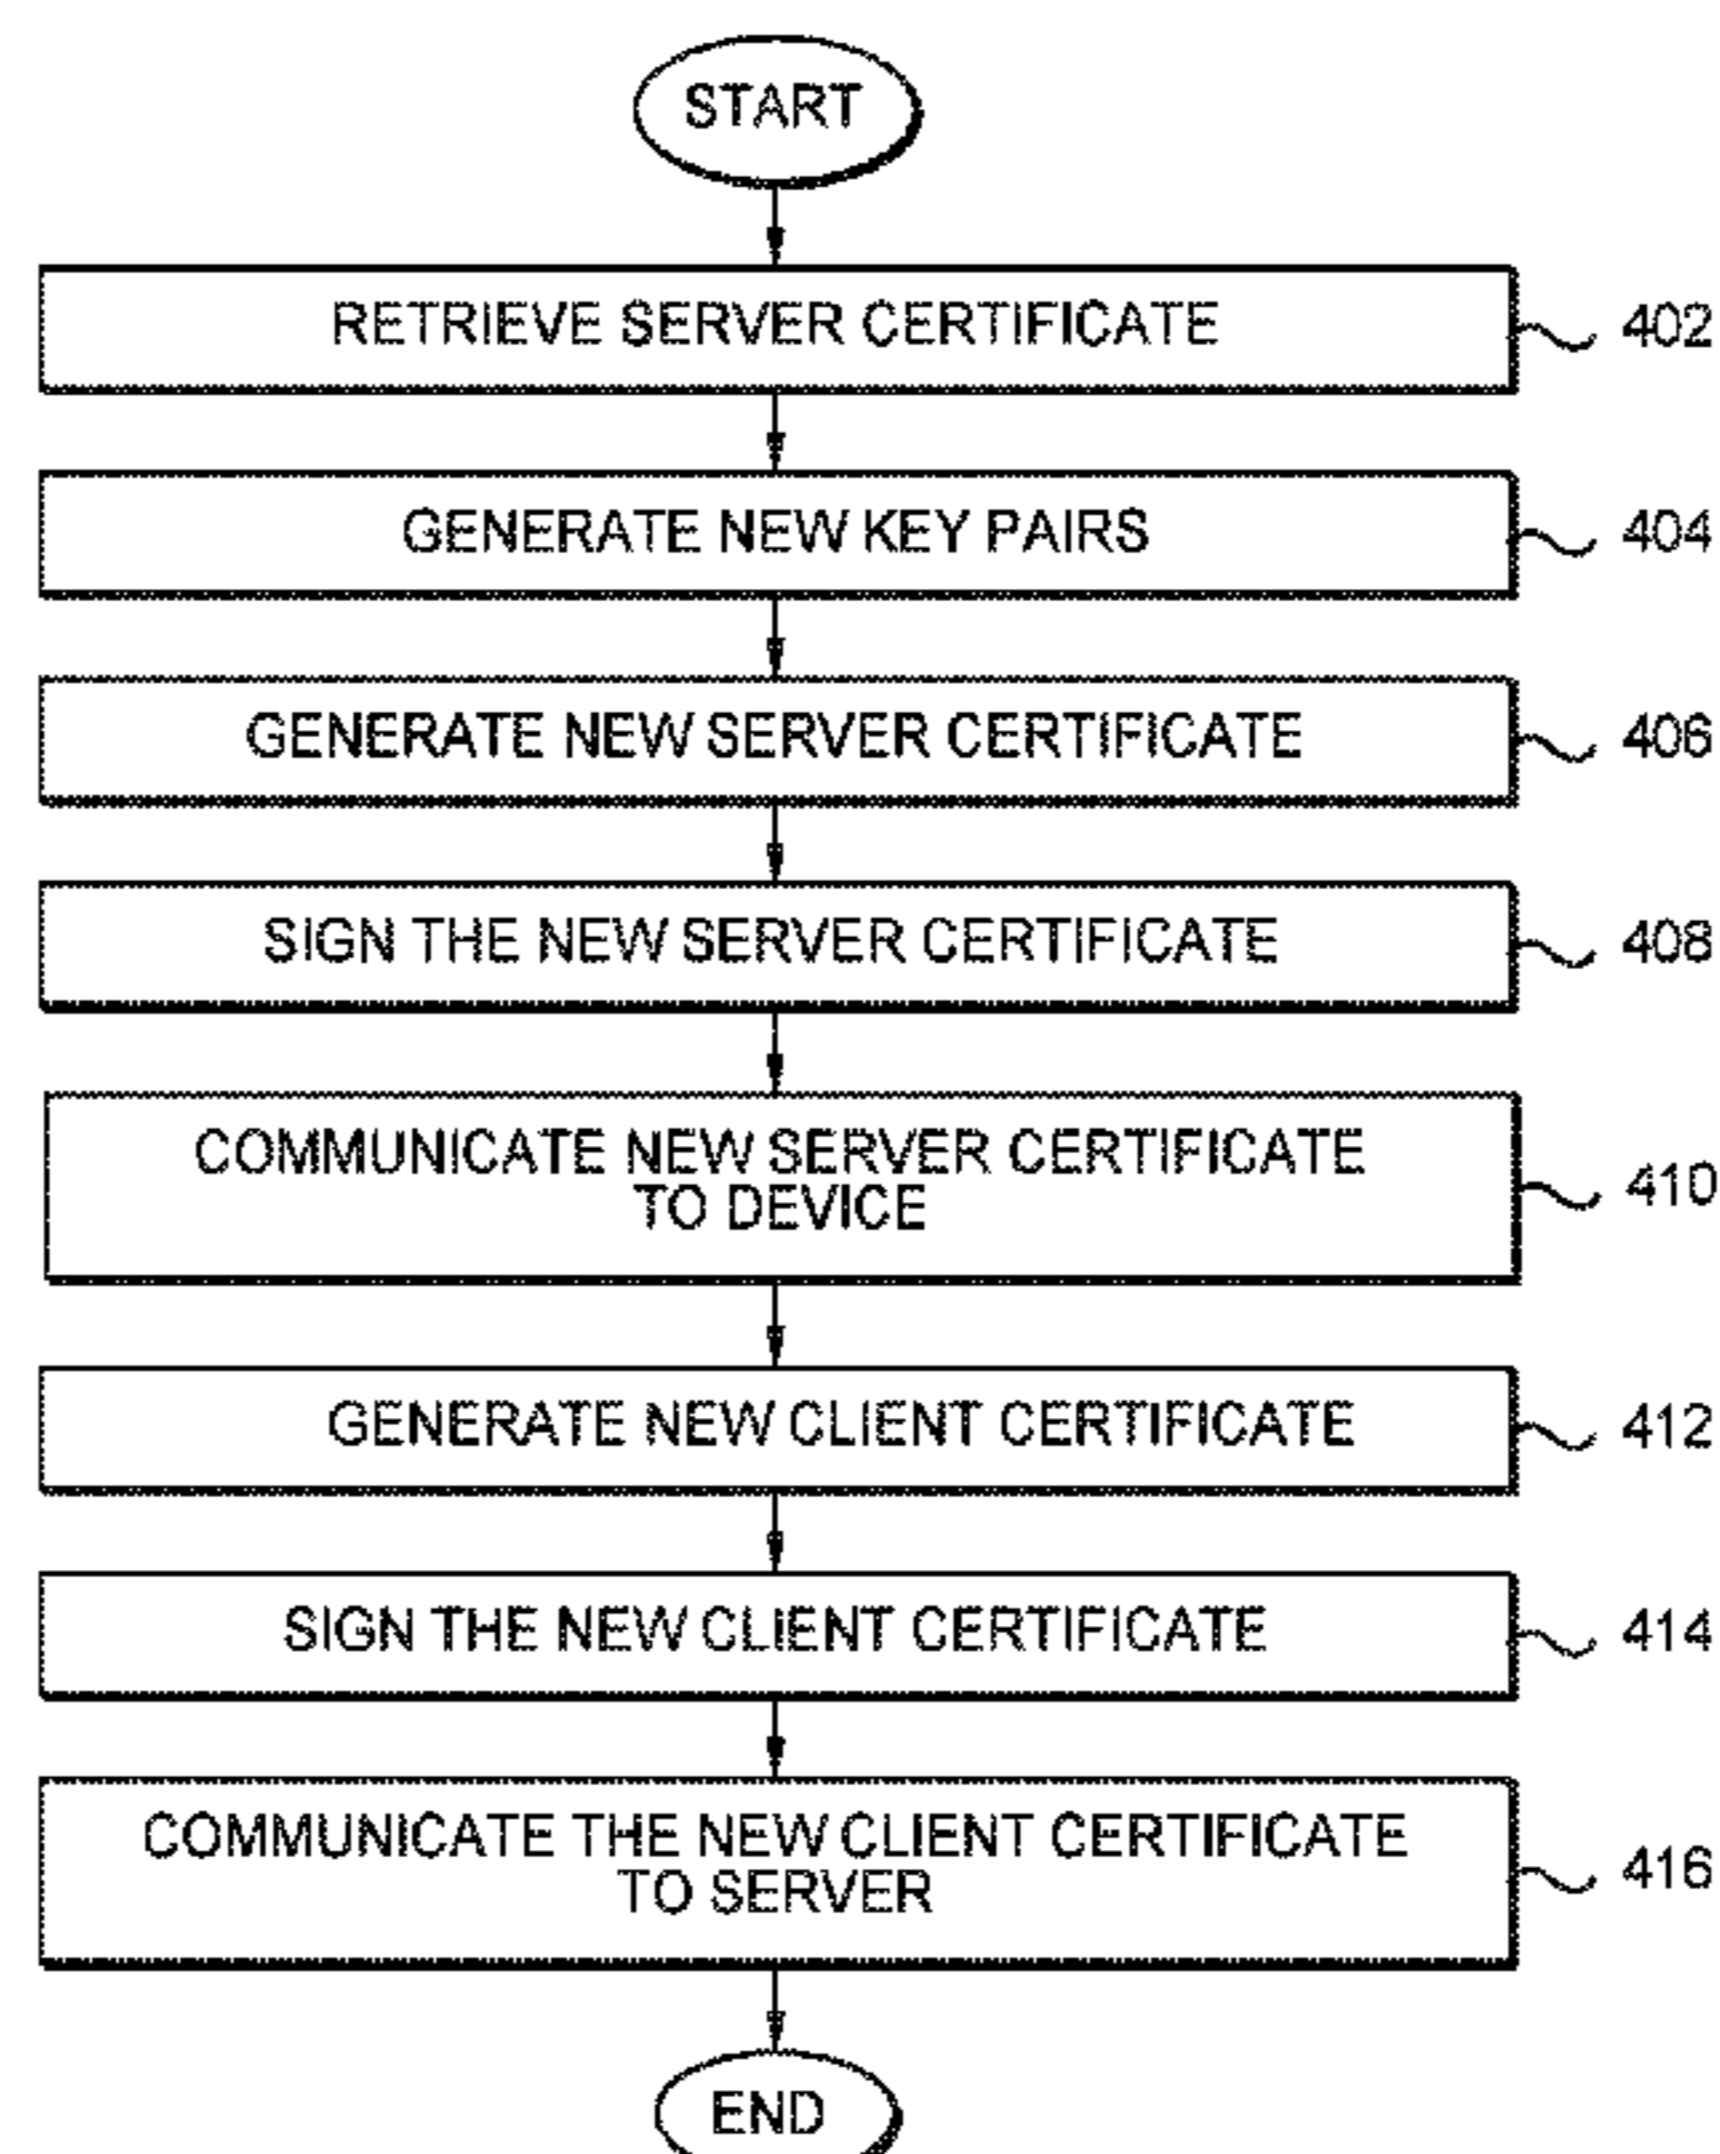 START
RETRIEVE SERVER CERTIFICATE
402
GENERATE NEW KEY PAIRS
404
GENERATE NEW SERVER CERTIFICATE
406
SIGN THE NEW SERVER CERTIFICATE
408
COMMUNICATE NEW SERVER CERTIFICATE
TO DEVICE
410
GENERATE NEW CLIENT CERTIFICATE
412
SIGN THE NEW CLIENT CERTIFICATE
414
COMMUNICATE THE NEW CLIENT CERTIFICATE
TO SERVER
416
END